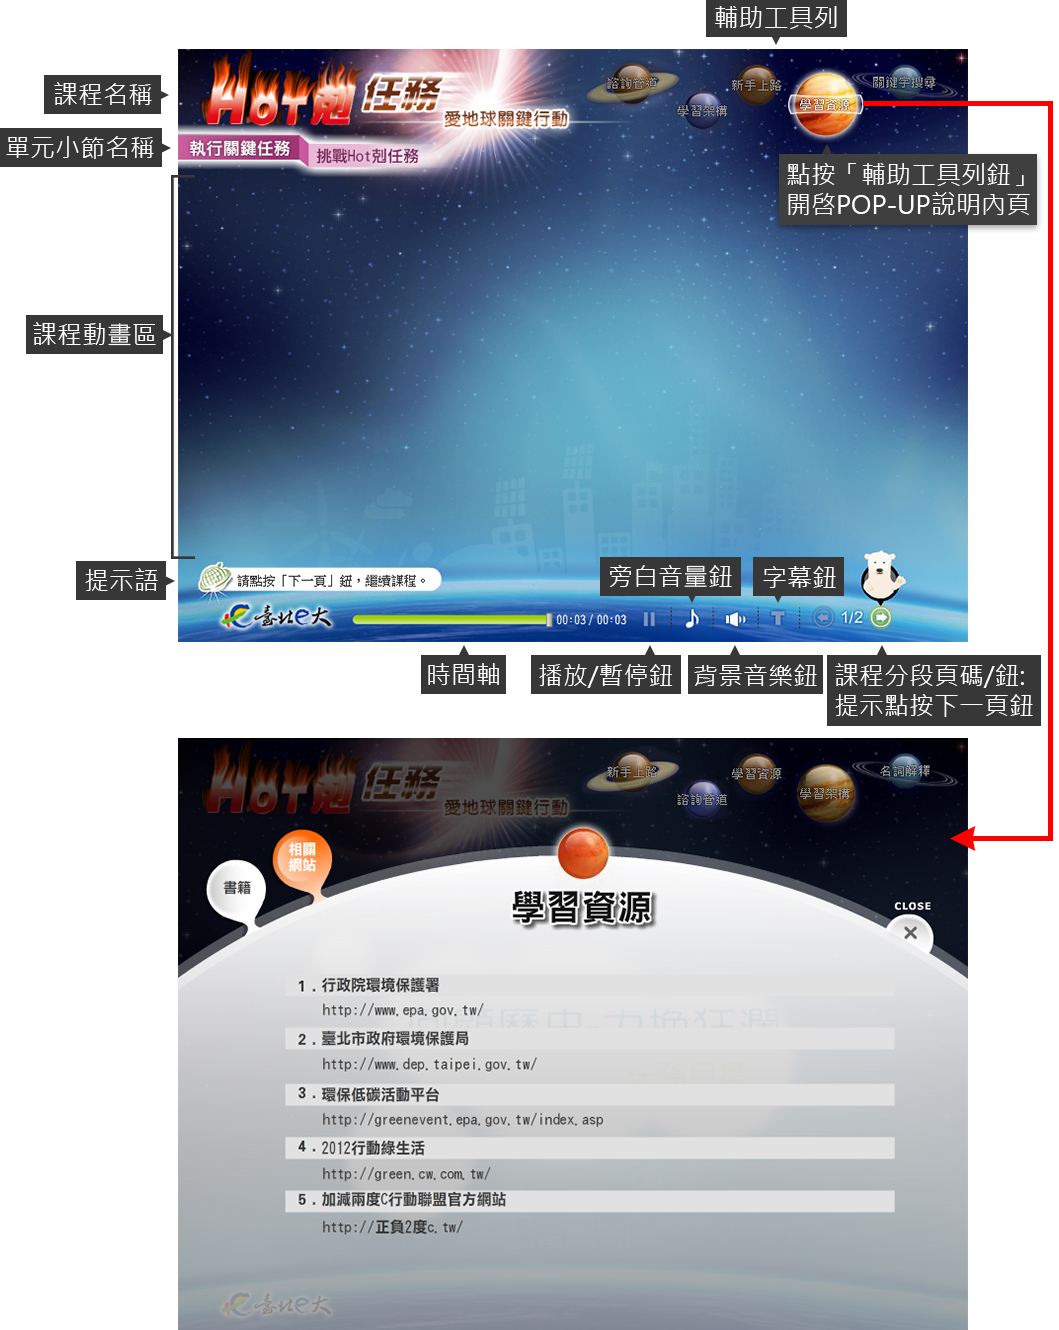 輔助工具列
課程名稱
Hot剋任務
愛地球關鍵行動
諮詢管道
學習架構
新手上路
學習資源
關鍵字搜尋
單元小節名稱
執行關鍵任務
挑戰Hot剋任務
點按「輔助工具列鈕」
開啟POP-UP說明內頁
課程動畫區
提示語
請點按「下一頁」鈕，繼續課程。
旁白音量鈕
字幕鈕
臺北e大
00:03 / 00:03
T
1/2
時間軸
播放/暫停鈕
背景音樂鈕
課程分段頁碼/鈕:
提示點按下一頁鈕
Hot剋任務
愛地球關鍵行動
新手上路
諮詢管道
學習資源
學習架構
名詞解釋
相關
網站
書籍
學習資源
CLOSE
1．行政院環境保護署
http://www.epa.gov.tw/
2．臺北市政府環境保護局
http://www.dep.taipei.gov.tw/
3．環保低碳活動平台
http://greenevent.epa.gov.tw/index.asp
4．2012行動綠生活
http://green.cw.com.tw/
5．加減兩度C行動聯盟官方網站
http://正負2度c.tw/
臺北e大